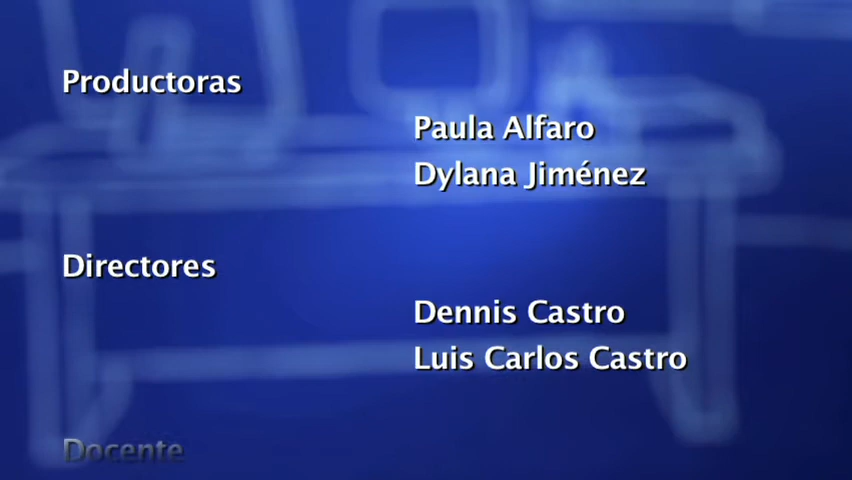 Productoras
Paula Alfaro
Dylana Jiménez
Directores
Dennis Castro
Luis Carlos Castro
Docente